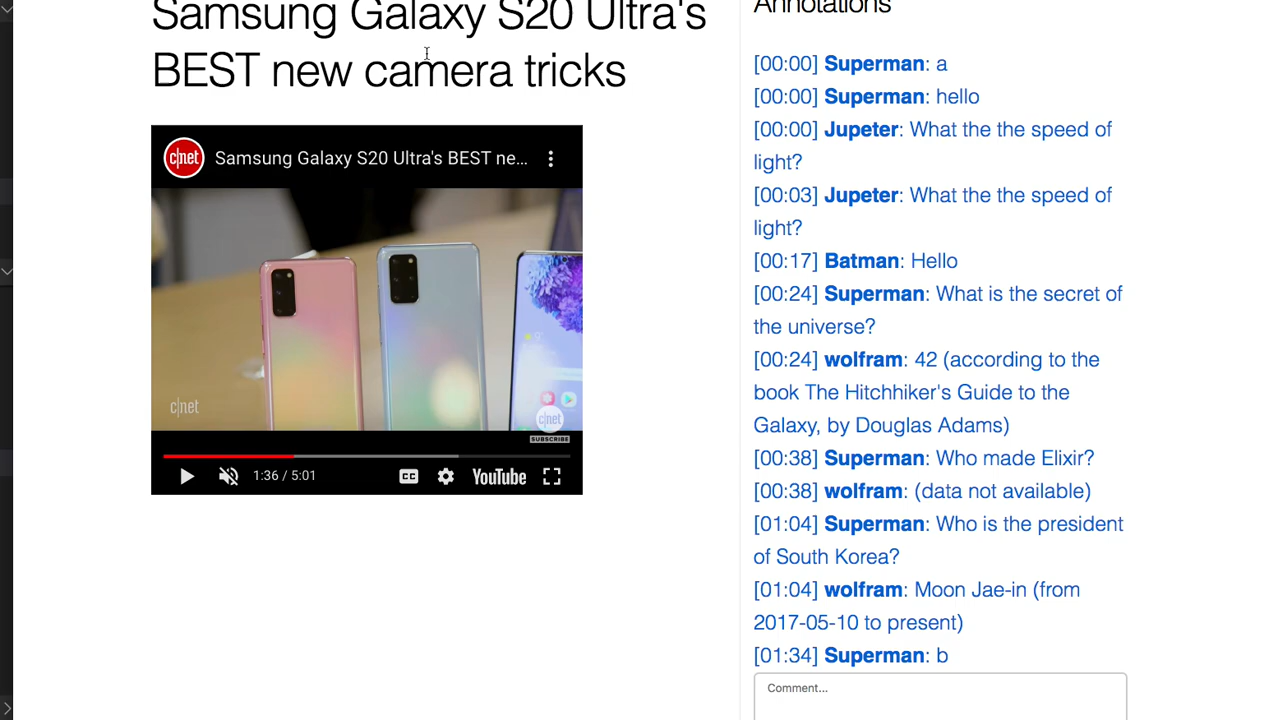 Samsung Galaxy S20 Ultra's
BEST new camera tricks
c|net
Samsung Galaxy S20 Ultra's BEST ne...
c|net
c|net
SUBSCRIBE
1:36 / 5:01
CC
YouTube
Annotations
[00:00] Superman: a
[00:00] Superman: hello
[00:00] Jupeter: What the the speed of
light?
[00:03] Jupeter: What the the speed of
light?
[00:17] Batman: Hello
[00:24] Superman: What is the secret of
the universe?
[00:24] wolfram: 42 (according to the
book The Hitchhiker's Guide to the
Galaxy, by Douglas Adams)
[00:38] Superman: Who made Elixir?
[00:38] wolfram: (data not available)
[01:04] Superman: Who is the president
of South Korea?
[01:04] wolfram: Moon Jae-in (from
2017-05-10 to present)
[01:34] Superman: b
Comment...